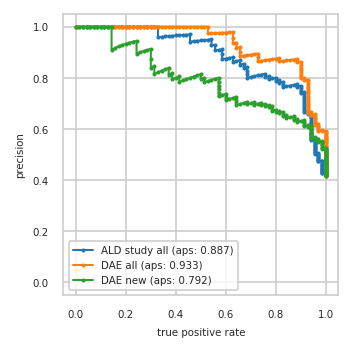 1.0
0.8
0.6
0.4
0.2
0.0
precision
ALD study all (aps: 0.887)
DAE all (aps: 0.933)
DAE new (aps: 0.792)
0.0 0.2 0.4 0.6 0.8 1.0
true positive rate